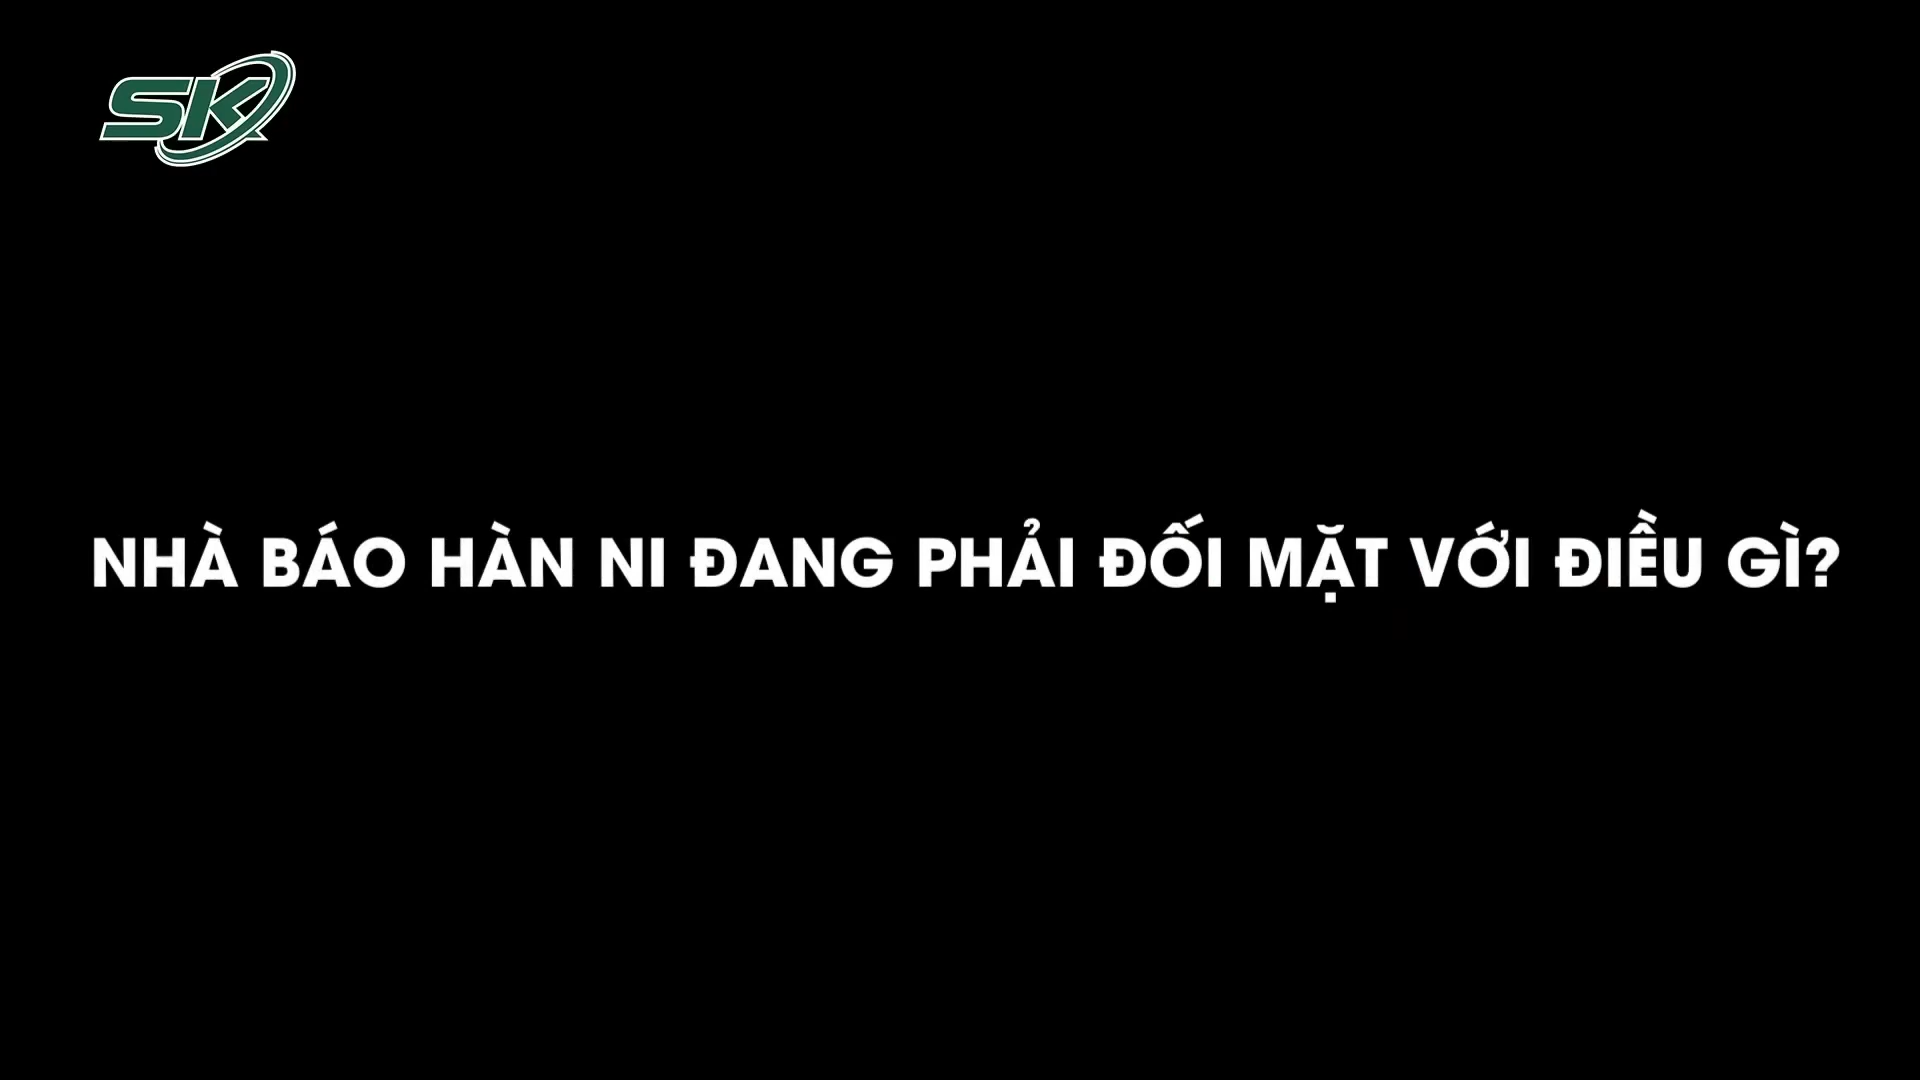 SK
NHÀ BÁO HÀN NI ĐANG PHẢI ĐỐI MẶT VỚI ĐIỀU GÌ?